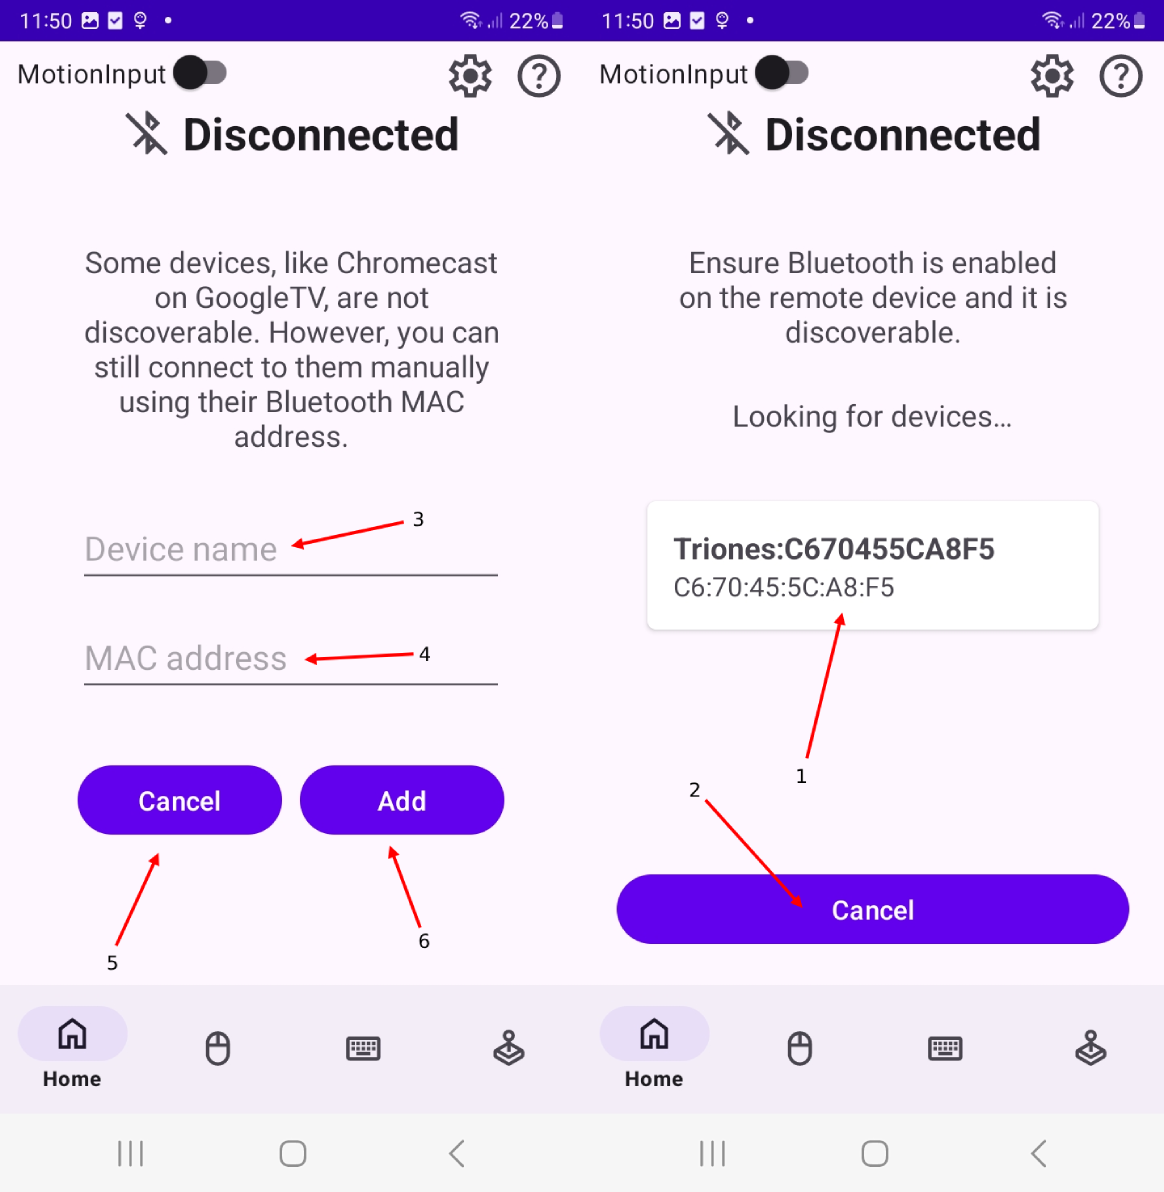 11:50
22%
MotionInput
Disconnected
Some devices, like Chromecast
on GoogleTV, are not
discoverable. However, you can
still connect to them manually
using their Bluetooth MAC
address.
3
Device name
MAC address
4
Cancel
Add
5
6
Home
11:50
22%
MotionInput
Disconnected
Ensure Bluetooth is enabled
on the remote device and it is
discoverable.
Looking for devices...
Triones:C670455CA8F5
C6:70:45:5C:A8:F5
1
2
Cancel
Home